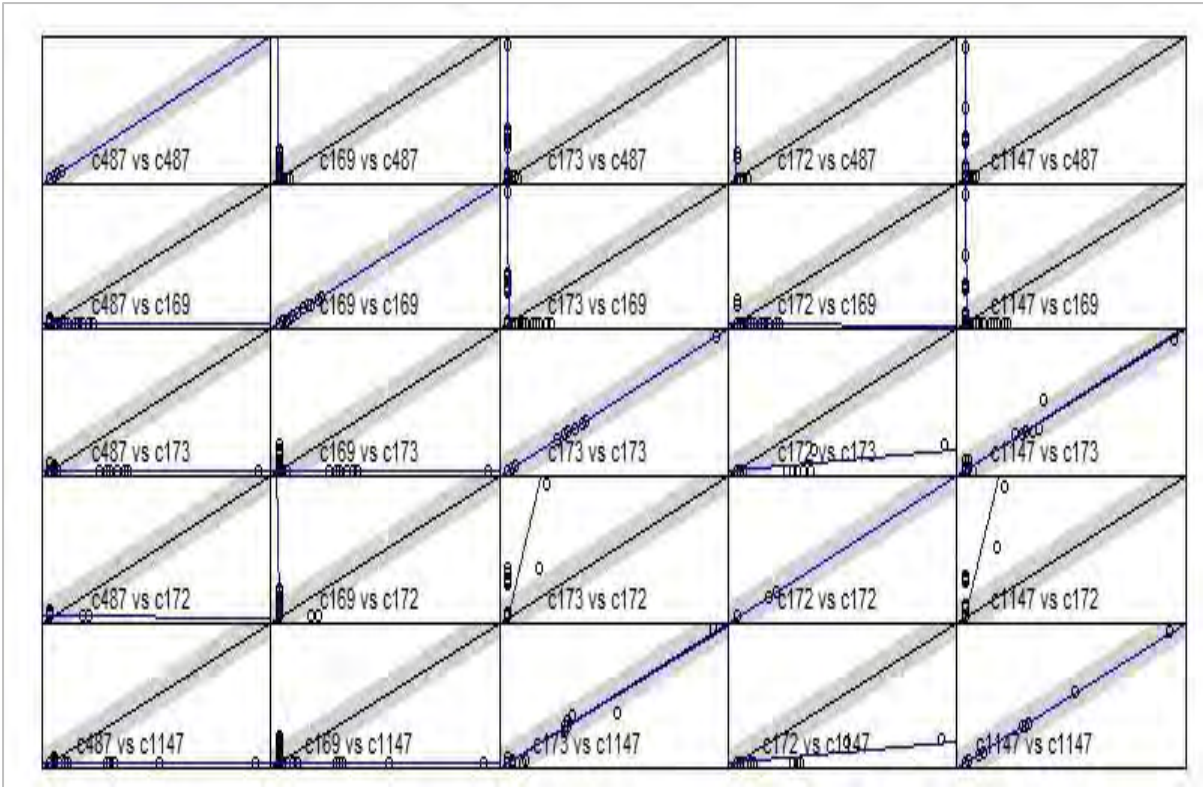 c487 vs c487 c169 vs c487 c173 vs c487 c172 vs c487 c1147 vs c487
c487 vs c169 c169 vs c169 c173 vs c169 c172 vs c169 c1147 vs c169
c487 vs c173 c169 vs c173 c173 vs c173 c172 vs c173 c1147 vs c173
c487 vs c172 c169 vs c172 c173 vs c172 c172 vs c172 c1147 vs c172
c487 vs c1147 c169 vs c1147 c173 vs c1147 c172 vs c1147 c1147 vs c1147